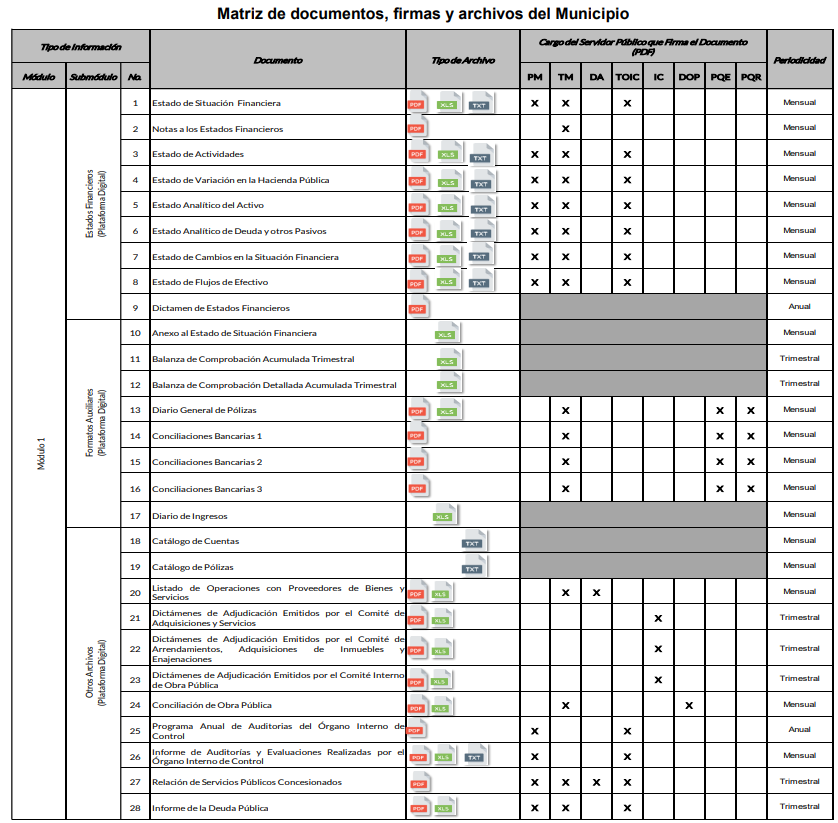 Matriz de documentos, firmas y archivos del Municipio
Tipo de Información Documento Tipo de Archivo Cargo del Servidor Público que Firma el Documento (PDF) Periodicidad
Módulo Submódulo No. PM TM DA TOIC IC DOP PQE PQR
Módulo 1
Estados Financieros
(Plataforma Digital)
1 Estado de Situación Financiera PDF XLS TXT x x x Mensual
2 Notas a los Estados Financieros PDF x Mensual
3 Estado de Actividades PDF XLS TXT x x x Mensual
4 Estado de Variación en la Hacienda Pública PDF XLS TXT x x x Mensual
5 Estado Analítico del Activo PDF XLS TXT x x x Mensual
6 Estado Analítico de Deuda y otros Pasivos PDF XLS TXT x x x Mensual
7 Estado de Cambios en la Situación Financiera PDF XLS TXT x x x Mensual
8 Estado de Flujos de Efectivo PDF XLS TXT x x x Mensual
9 Dictamen de Estados Financieros PDF Anual
Formatos Auxiliares
(Plataforma Digital)
10 Anexo al Estado de Situación Financiera XLS Mensual
11 Balanza de Comprobación Acumulada Trimestral XLS Trimestral
12 Balanza de Comprobación Detallada Acumulada Trimestral XLS Trimestral
13 Diario General de Pólizas PDF XLS x x x Mensual
14 Conciliaciones Bancarias 1 PDF x x x Mensual
15 Conciliaciones Bancarias 2 PDF x x x Mensual
16 Conciliaciones Bancarias 3 PDF x x x Mensual
17 Diario de Ingresos XLS Mensual
Otros Archivos
(Plataforma Digital)
18 Catálogo de Cuentas TXT Mensual
19 Catálogo de Pólizas TXT Mensual
20 Listado de Operaciones con Proveedores de Bienes y
Servicios PDF XLS x x Mensual
21 Dictámenes de Adjudicación Emitidos por el Comité de
Adquisiciones y Servicios PDF XLS x Trimestral
22 Dictámenes de Adjudicación Emitidos por el Comité de
Arrendamientos, Adquisiciones de Inmuebles y
Enajenaciones PDF XLS x Trimestral
23 Dictámenes de Adjudicación Emitidos por el Comité Interno
de Obra Pública PDF XLS x Trimestral
24 Conciliación de Obra Pública PDF XLS x x Mensual
25 Programa Anual de Auditorias del Órgano Interno de
Control PDF x x Anual
26 Informe de Auditorías y Evaluaciones Realizadas por el
Órgano Interno de Control PDF XLS TXT x x Mensual
27 Relación de Servicios Públicos Concesionados PDF x x x x Trimestral
28 Informe de la Deuda Pública PDF XLS x x x Trimestral